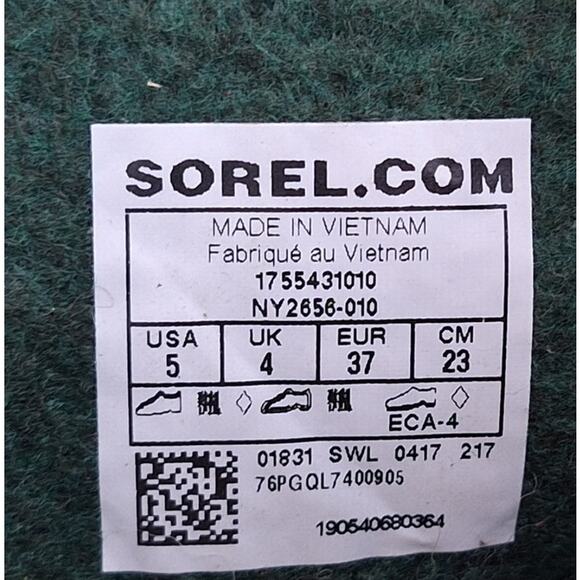 SOREL.COM
MADE IN VIETNAM
Fabriqué au Vietnam
1755431010
NY2656-010
USA UK EUR CM
5 4 37 23
ECA-4
01831 SWL 0417 217
76PGQL7400905
190540680364